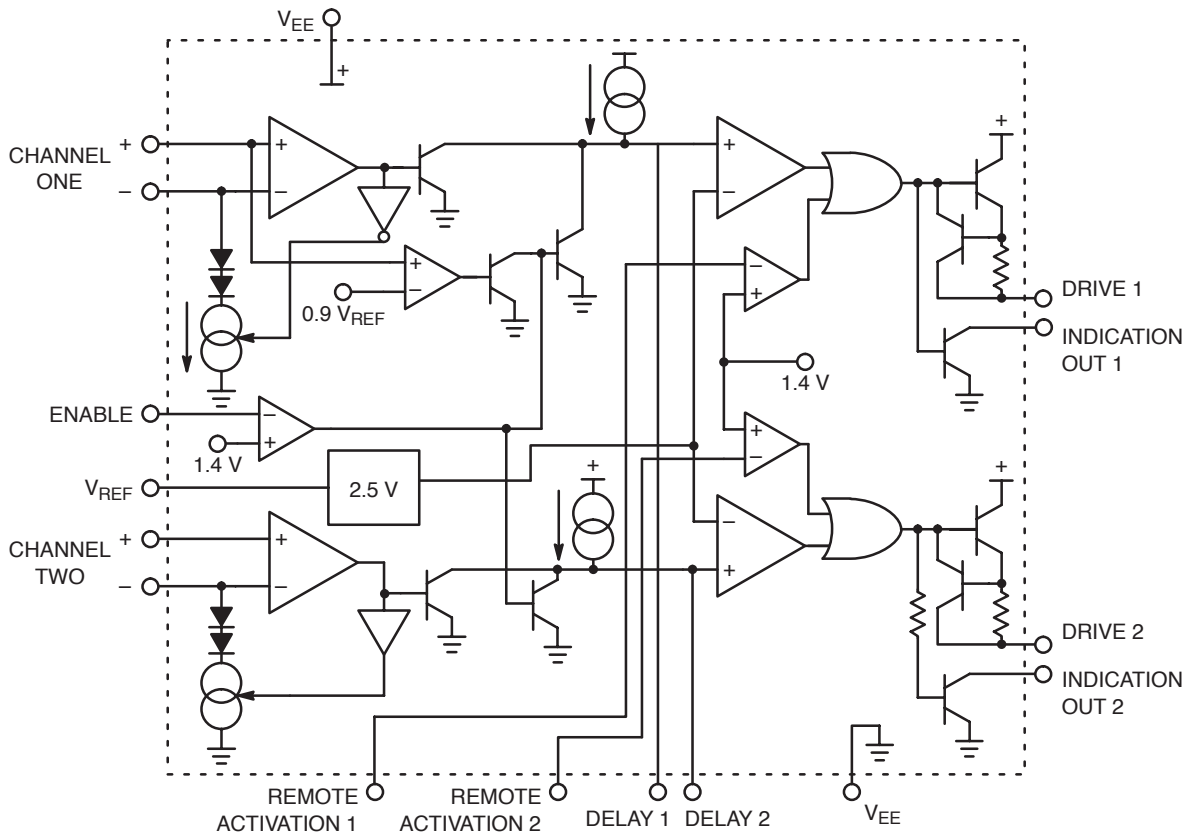 VEE
+
CHANNEL
ONE
+
−
+
−
+
−
0.9 VREF
+
−
−
+
+
DRIVE 1
INDICATION
OUT 1
1.4 V
ENABLE
−
+
1.4 V
VREF
2.5 V
+
−
+
−
+
+
CHANNEL
TWO
+
−
+
−
DRIVE 2
INDICATION
OUT 2
REMOTE
ACTIVATION 1
REMOTE
ACTIVATION 2
DELAY 1
DELAY 2
VEE